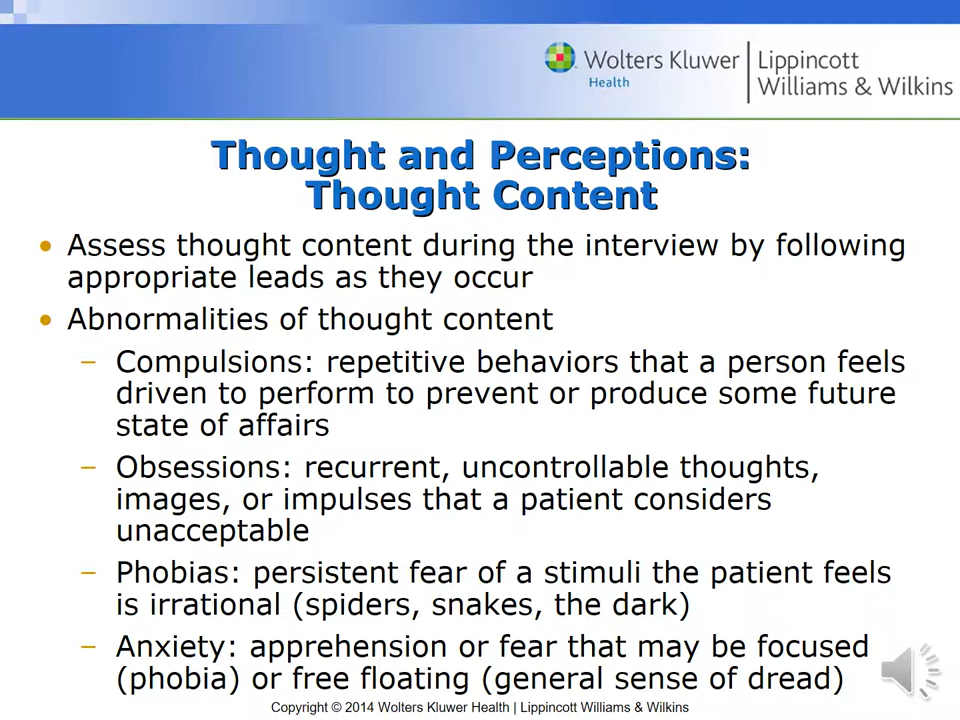 Wolters Kluwer
Health
Lippincott
Williams & Wilkins
Thought and Perceptions:
Thought Content
• Assess thought content during the interview by following
appropriate leads as they occur
• Abnormalities of thought content
– Compulsions: repetitive behaviors that a person feels
driven to perform to prevent or produce some future
state of affairs
– Obsessions: recurrent, uncontrollable thoughts,
images, or impulses that a patient considers
unacceptable
– Phobias: persistent fear of a stimuli the patient feels
is irrational (spiders, snakes, the dark)
– Anxiety: apprehension or fear that may be focused
(phobia) or free floating (general sense of dread)
Copyright © 2014 Wolters Kluwer Health | Lippincott Williams & Wilkins